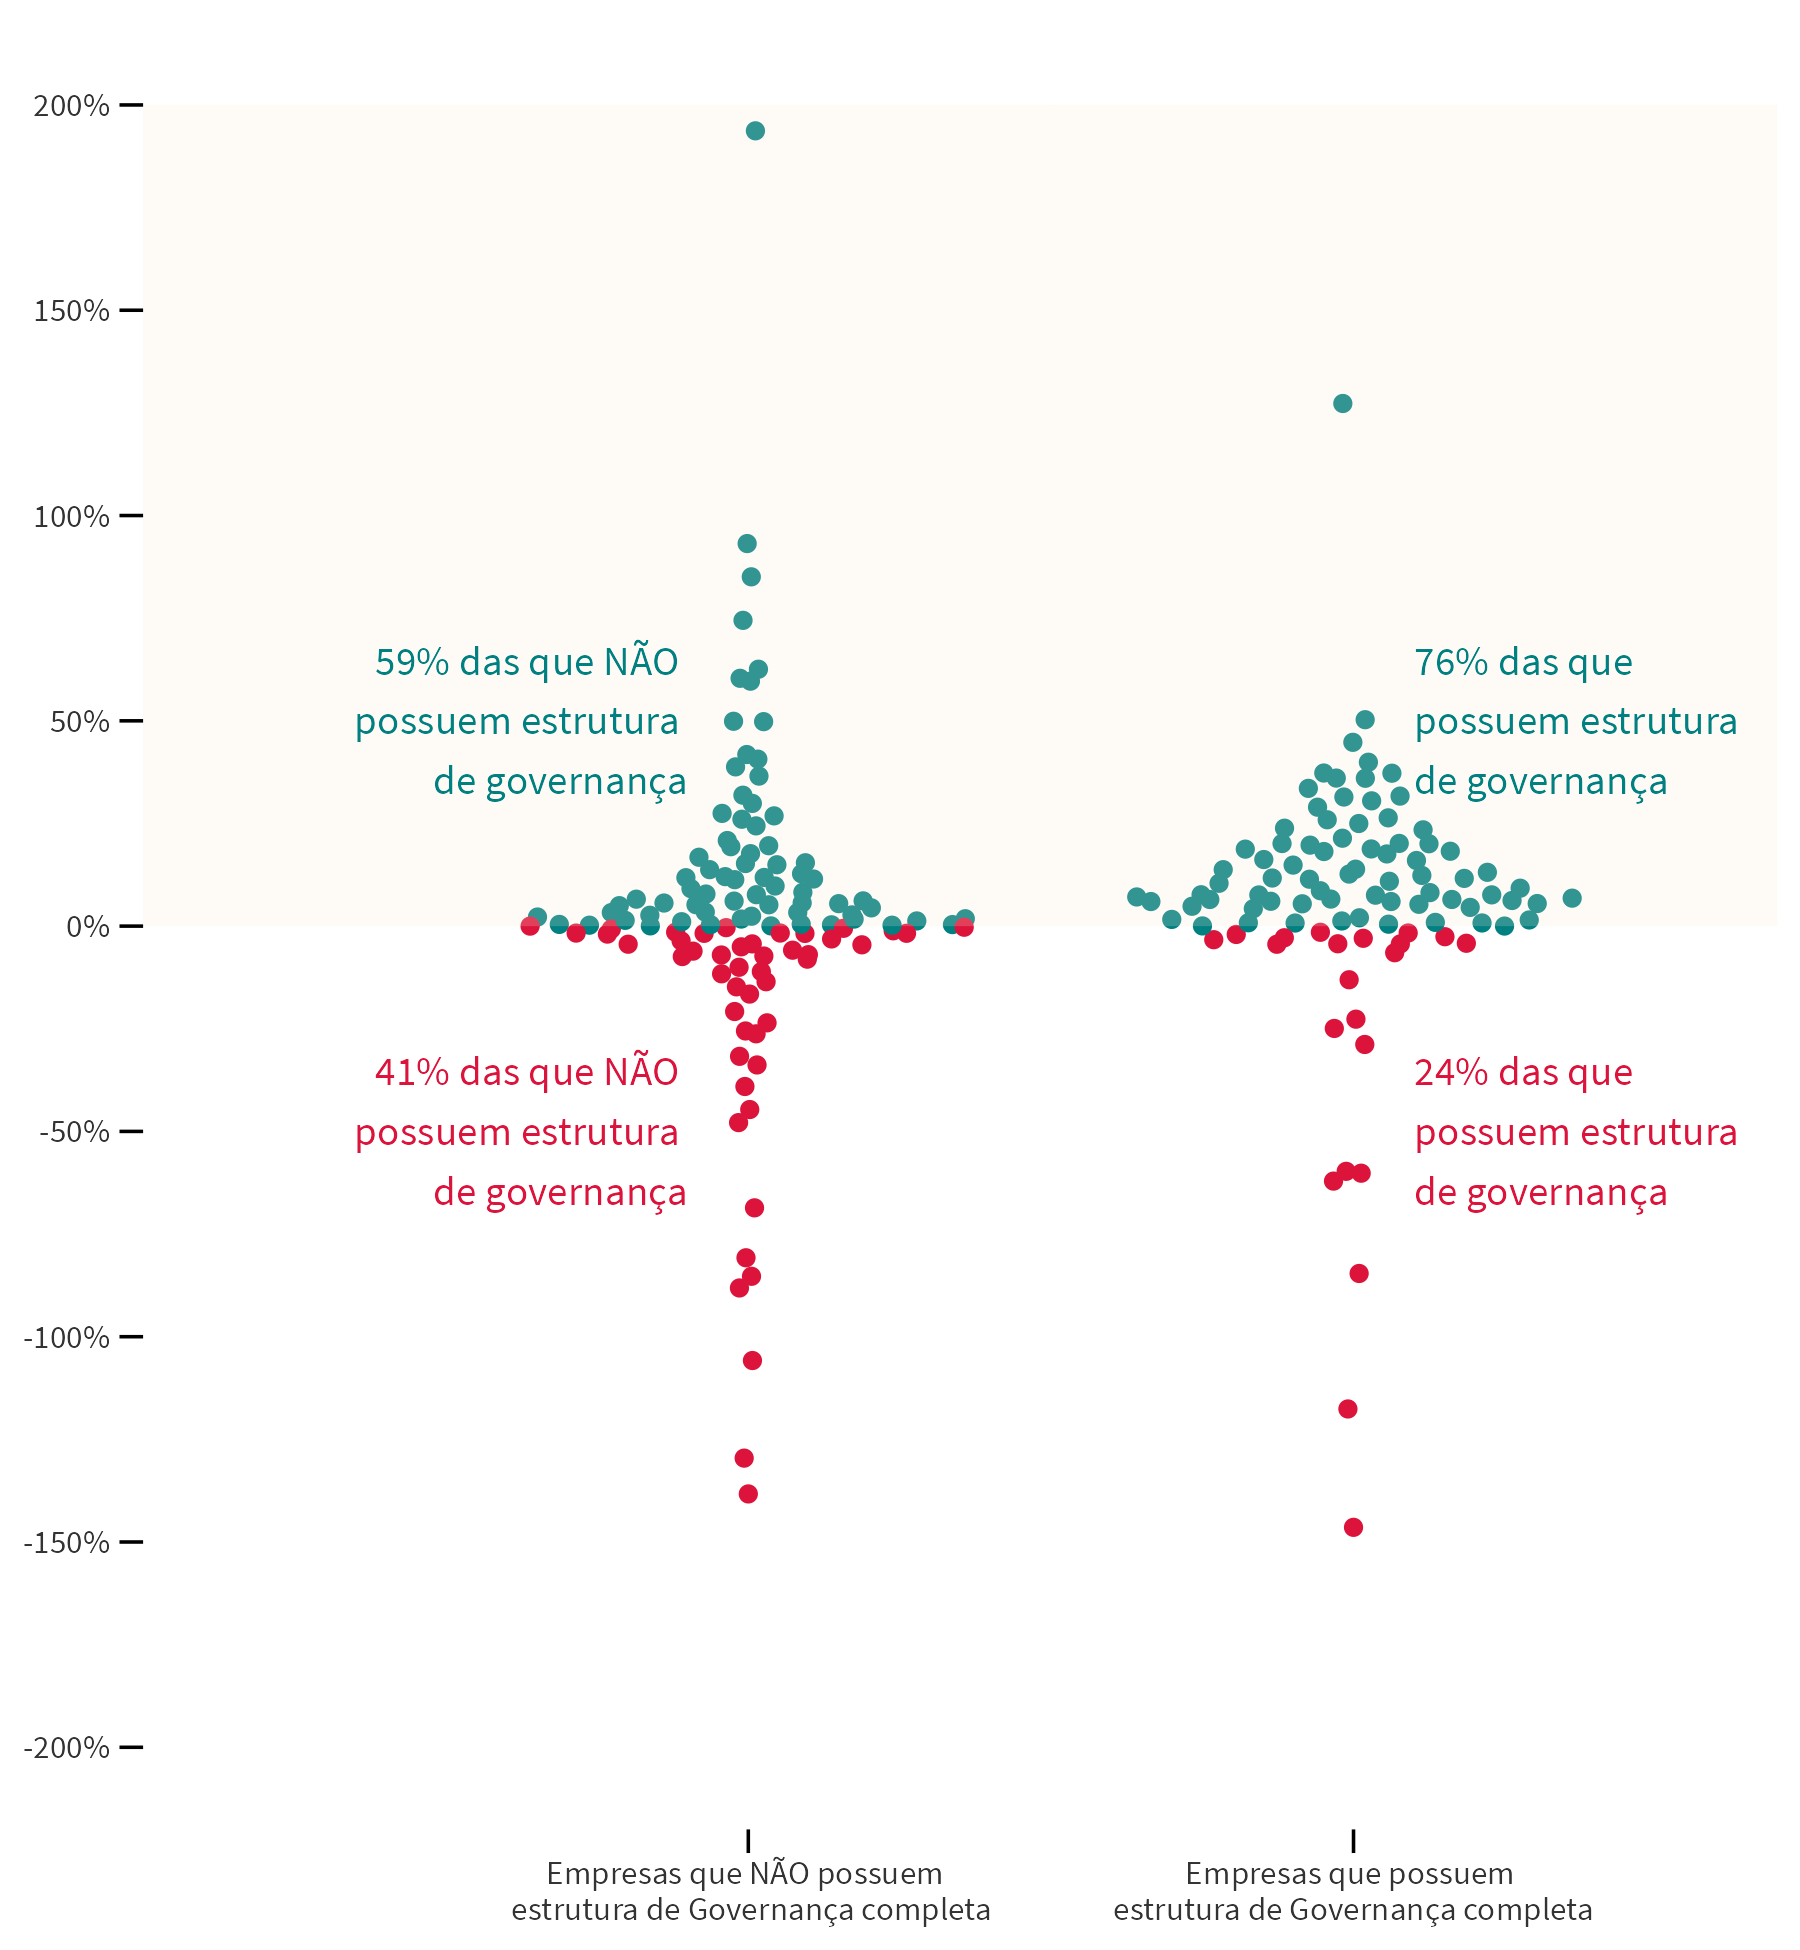 200%
150%
100%
59% das que NÃO
possuem estrutura
de governança
76% das que
possuem estrutura
de governança
50%
0%
41% das que NÃO
possuem estrutura
de governança
24% das que
possuem estrutura
de governança
-50%
-100%
-150%
-200%
Empresas que NÃO possuem
estrutura de Governança completa
Empresas que possuem
estrutura de Governança completa